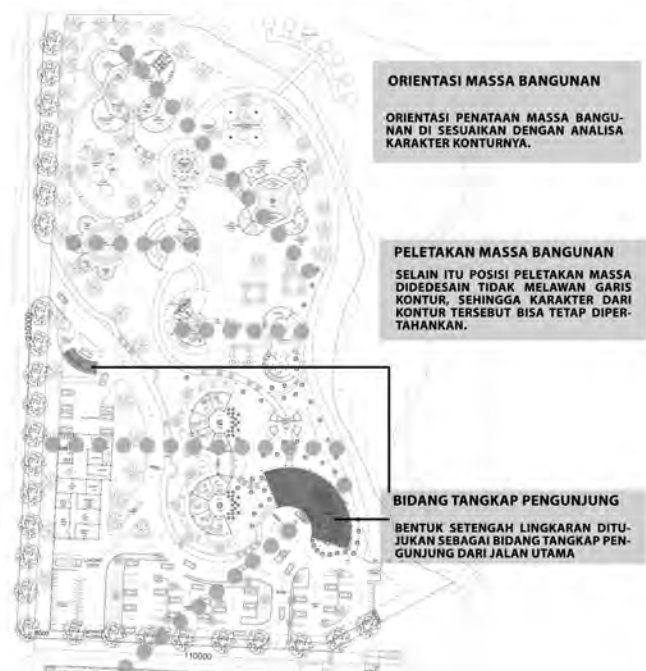 ORIENTASI MASSA BANGUNAN
ORIENTASI PENATAAN MASSA BANGU-
NAN DI SESUAIKAN DENGAN ANALISA
KARAKTER KONTURNYA.
PELETAKAN MASSA BANGUNAN
SELAIN ITU POSISI PELETAKAN MASSA
DIDEDESAIN TIDAK MELAWAN GARIS
KONTUR, SEHINGGA KARAKTER DARI
KONTUR TERSEBUT BISA TETAP DIPER-
TAHANKAN.
210000
BIDANG TANGKAP PENGUNJUNG
BENTUK SETENGAH LINGKARAN DITU-
JUKAN SEBAGAI BIDANG TANGKAP PEN-
GUNJUNG DARI JALAN UTAMA
110000